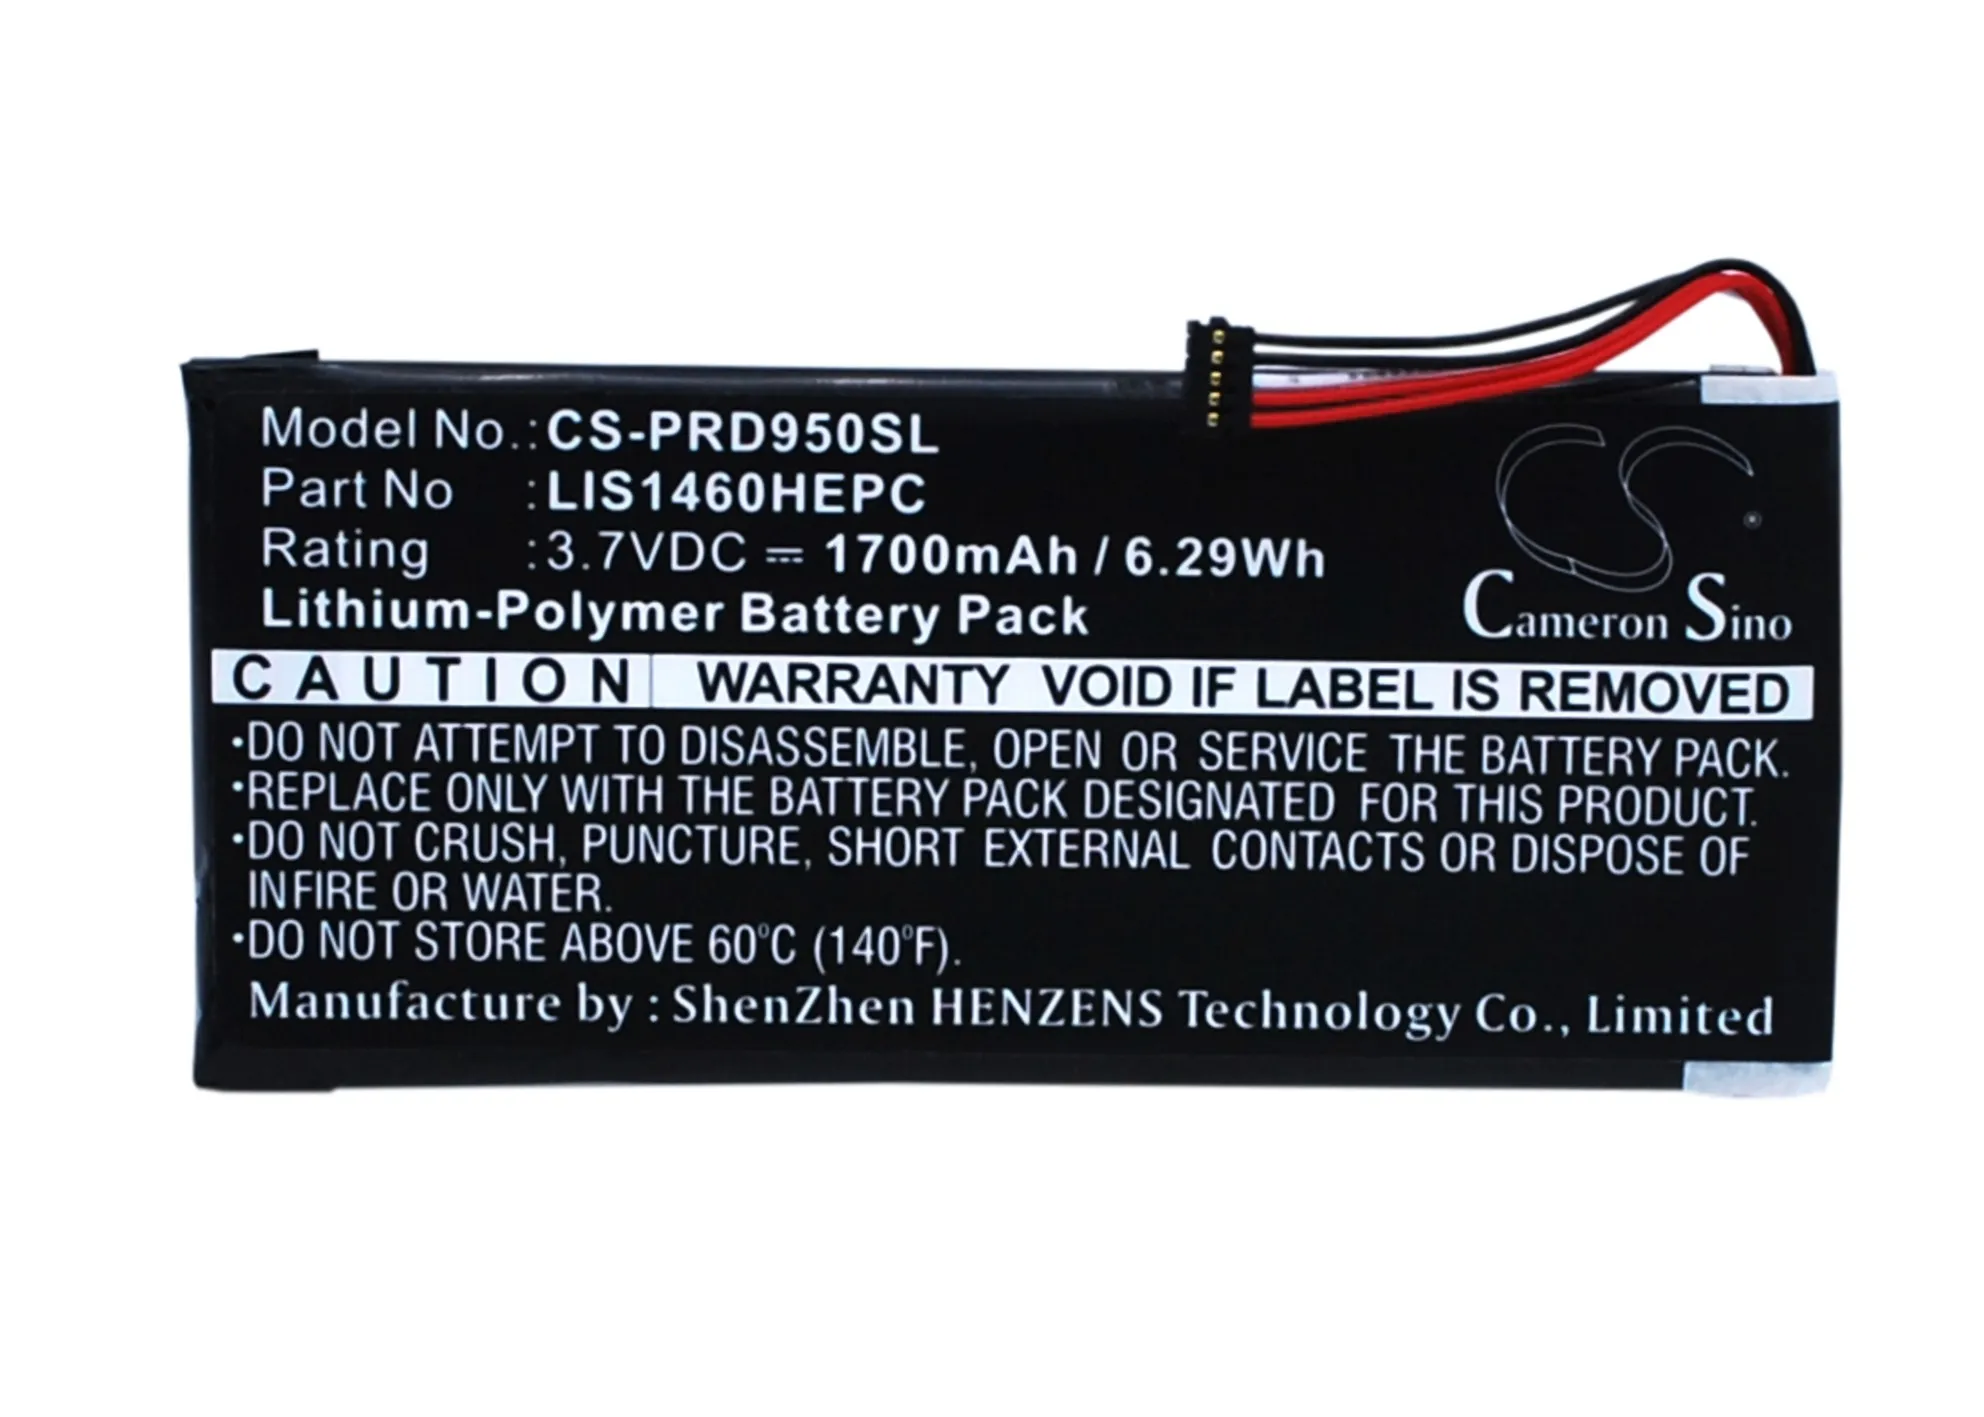 Model No.: CS-PRD950SL
Part No : LIS1460HEPC
Rating : 3.7VDC ⎓ 1700mAh / 6.29Wh
Lithium-Polymer Battery Pack
CS
Cameron Sino
CAUTION WARRANTY VOID IF LABEL IS REMOVED
•DO NOT ATTEMPT TO DISASSEMBLE, OPEN OR SERVICE THE BATTERY PACK.
•REPLACE ONLY WITH THE BATTERY PACK DESIGNATED FOR THIS PRODUCT.
•DO NOT CRUSH, PUNCTURE, SHORT EXTERNAL CONTACTS OR DISPOSE OF
IN FIRE OR WATER.
•DO NOT STORE ABOVE 60°C (140°F).
Manufacture by : ShenZhen HENZENS Technology Co., Limited